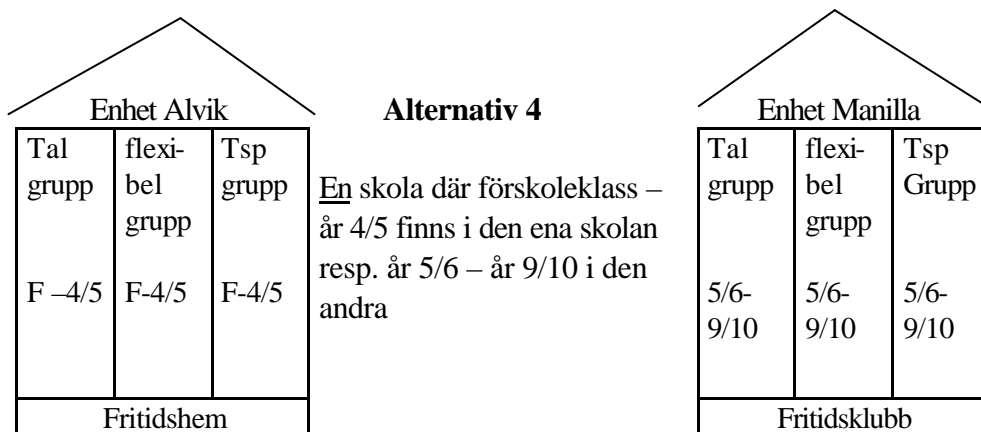 Enhet Alvik
Tal
grupp
F –4/5
flexi-
bel
grupp
F-4/5
Tsp
grupp
F-4/5
Fritidshem
Alternativ 4
En skola där förskoleklass –
år 4/5 finns i den ena skolan
resp. år 5/6 – år 9/10 i den
andra
Enhet Manilla
Tal
grupp
5/6-
9/10
flexi-
bel
grupp
5/6-
9/10
Tsp
Grupp
5/6-
9/10
Fritidsklubb